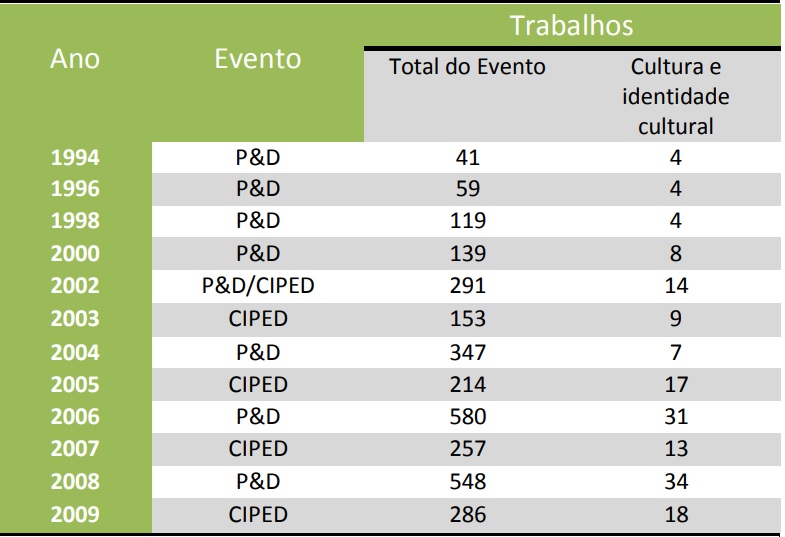 Trabalhos
Ano Evento Total do Evento Cultura e
identidade
cultural
1994 P&D 41 4
1996 P&D 59 4
1998 P&D 119 4
2000 P&D 139 8
2002 P&D/CIPED 291 14
2003 CIPED 153 9
2004 P&D 347 7
2005 CIPED 214 17
2006 P&D 580 31
2007 CIPED 257 13
2008 P&D 548 34
2009 CIPED 286 18